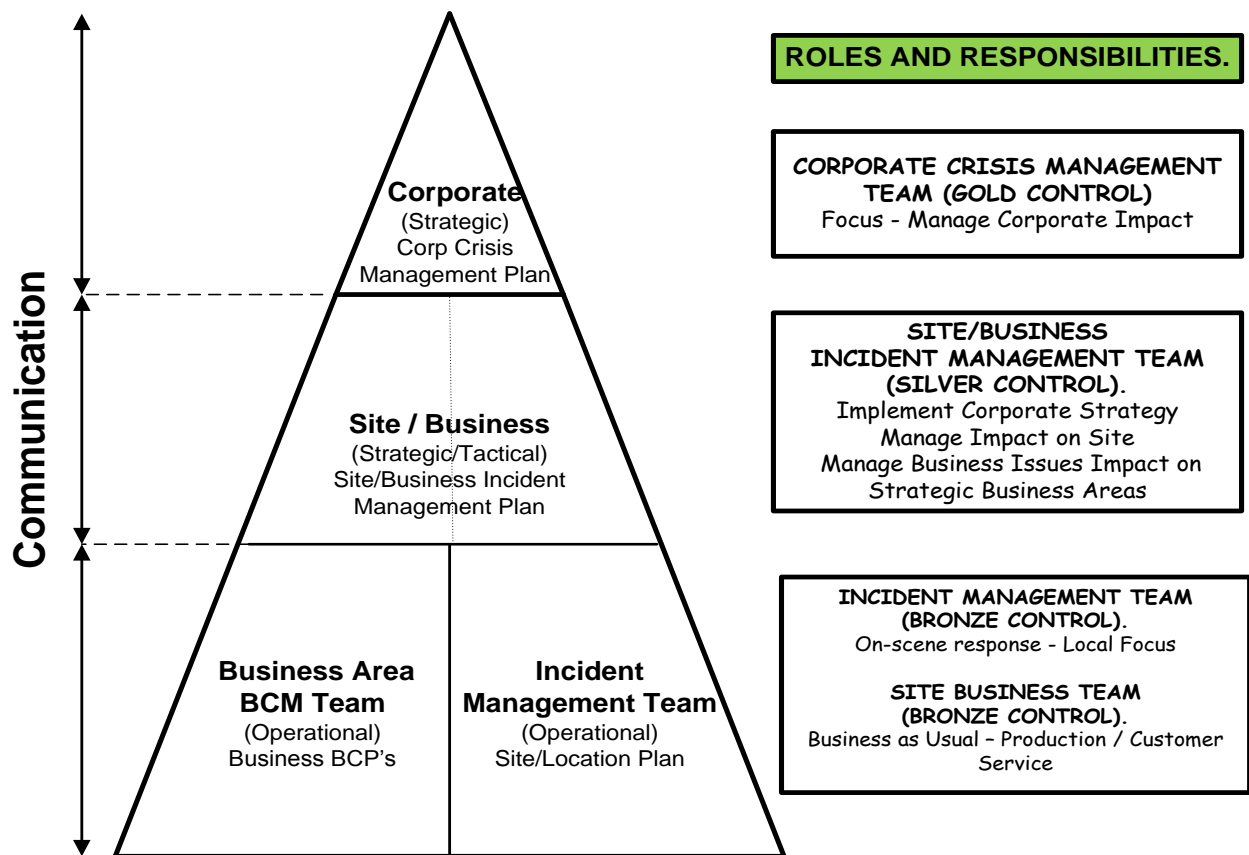 Communication
Corporate
(Strategic)
Corp Crisis
Management Plan
Site / Business
(Strategic/Tactical)
Site/Business Incident
Management Plan
Business Area
BCM Team
(Operational)
Business BCP's
Incident
Management Team
(Operational)
Site/Location Plan
ROLES AND RESPONSIBILITIES.
CORPORATE CRISIS MANAGEMENT
TEAM (GOLD CONTROL)
Focus - Manage Corporate Impact
SITE/BUSINESS
INCIDENT MANAGEMENT TEAM
(SILVER CONTROL).
Implement Corporate Strategy
Manage Impact on Site
Manage Business Issues Impact on
Strategic Business Areas
INCIDENT MANAGEMENT TEAM
(BRONZE CONTROL).
On-scene response - Local Focus
SITE BUSINESS TEAM
(BRONZE CONTROL).
Business as Usual – Production / Customer
Service